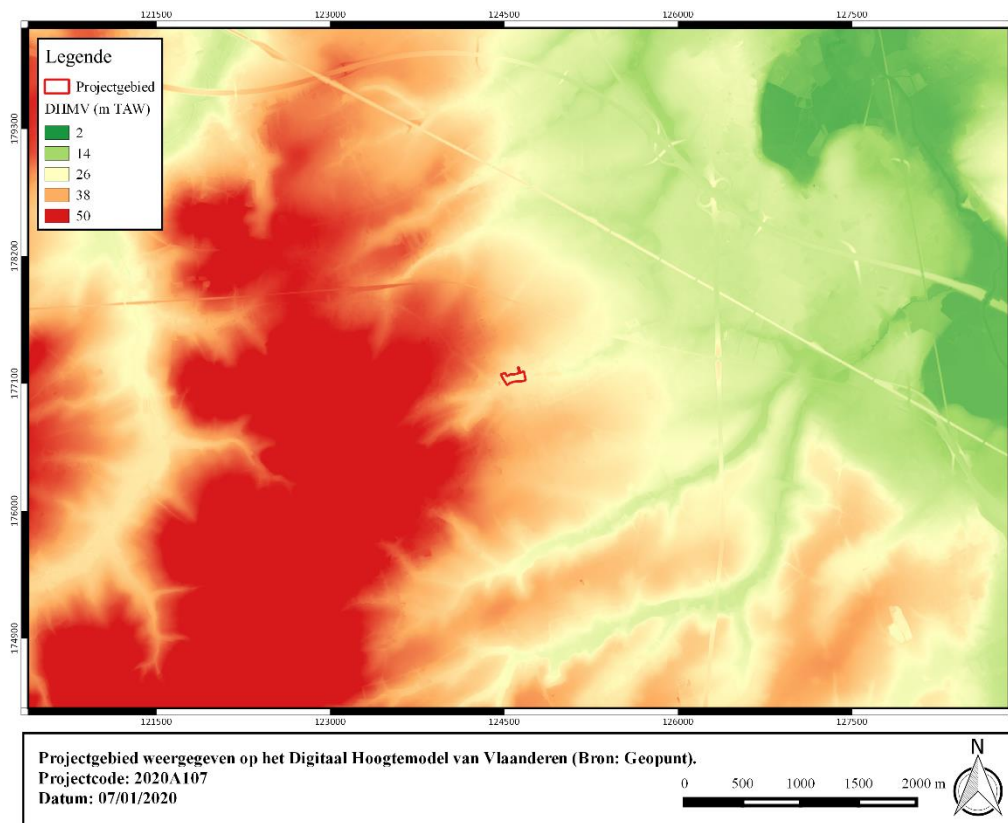 121500 123000 124500 126000 127500
Legende
Projectgebied
DHMV (m TAW)
2
14
26
38
50
179300
178200
177100
176000
174900
121500 123000 124500 126000 127500
Projectgebied weergegeven op het Digitaal Hoogtemodel van Vlaanderen (Bron: Geopunt).
Projectcode: 2020A107
Datum: 07/01/2020
0 500 1000 1500 2000 m
N